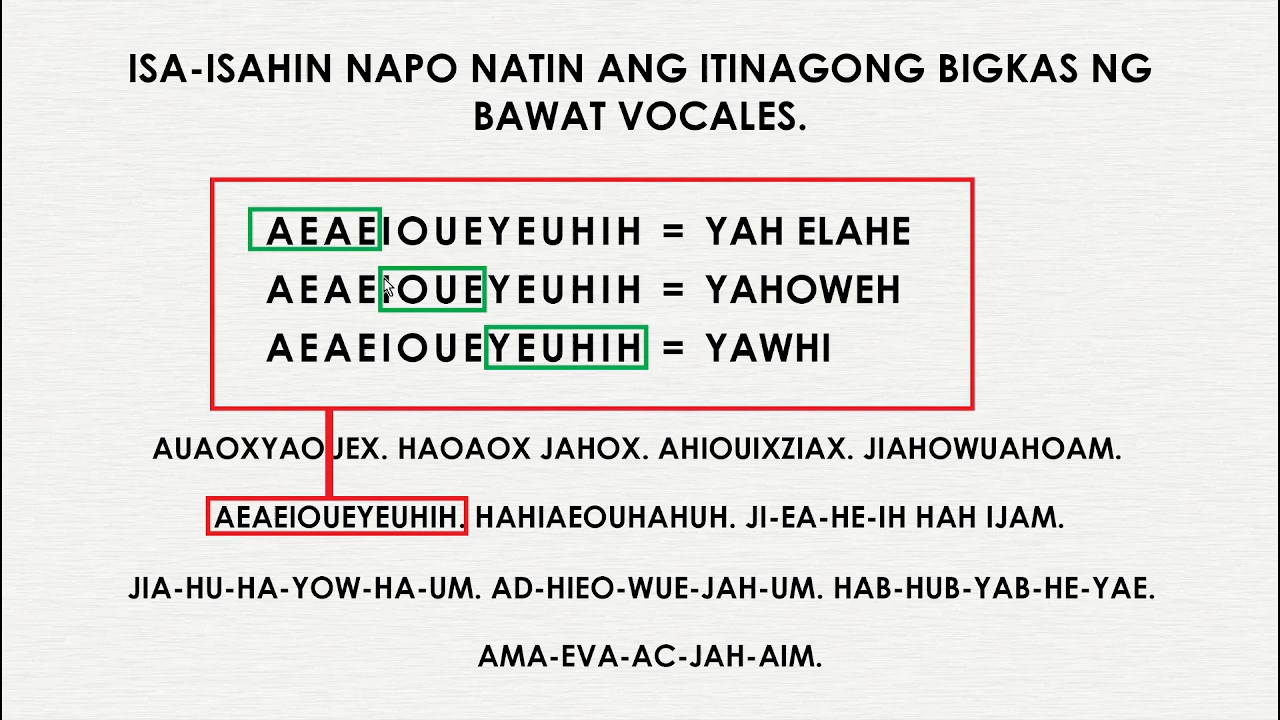 ISA-ISAHIN NAPO NATIN ANG ITINAGONG BIGKAS NG
BAWAT VOCALES.
AEAEIOUEYEUHIH = YAH ELAHE
AEAEIOUEYEUHIH = YAHOWEH
AEAEIOUEYEUHIH = YAWHI
AUAOXYAOUEX. HAOAOX JAHOX. AHIOUIXZIAX. JIAHOWUAHOAM.
AEAEIOUEYEUHIH. HAHIAEOUHAHUH. JI-EA-HE-IH HAH IJAM.
JIA-HU-HA-YOW-HA-UM. AD-HIEO-WUE-JAH-UM. HAB-HUB-YAB-HE-YAE.
AMA-EVA-AC-JAH-AIM.